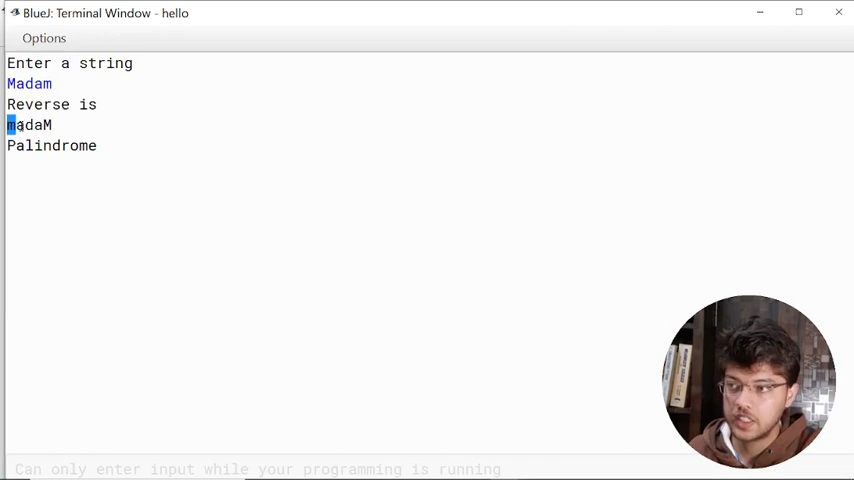 BlueJ: Terminal Window - hello
Options
Enter a string
Madam
Reverse is
madaM
Palindrome
Can only enter input while your programming is running